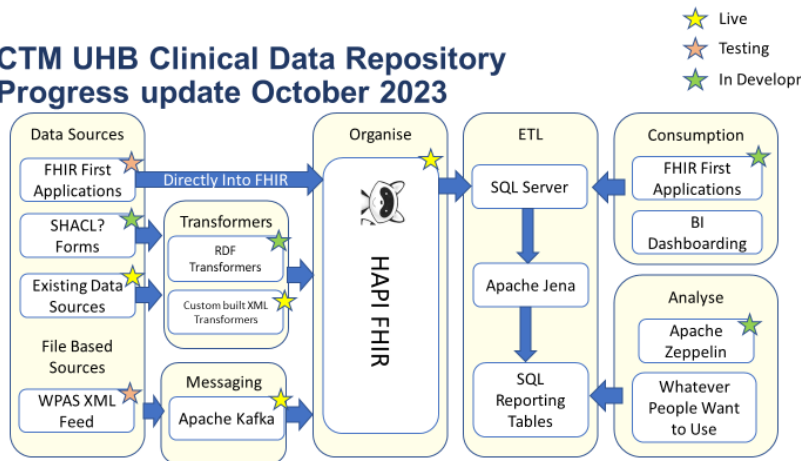 Live
Testing
In Developm
CTM UHB Clinical Data Repository
Progress update October 2023
Data Sources
FHIR First
Applications
SHACL?
Forms
Existing Data
Sources
File Based
Sources
WPAS XML
Feed
Directly Into FHIR
Transformers
RDF
Transformers
Custom built XML
Transformers
Messaging
Apache Kafka
Organise
HAPI FHIR
ETL
SQL Server
Apache Jena
SQL
Reporting
Tables
Consumption
FHIR First
Applications
BI
Dashboarding
Analyse
Apache
Zeppelin
Whatever
People Want
to Use